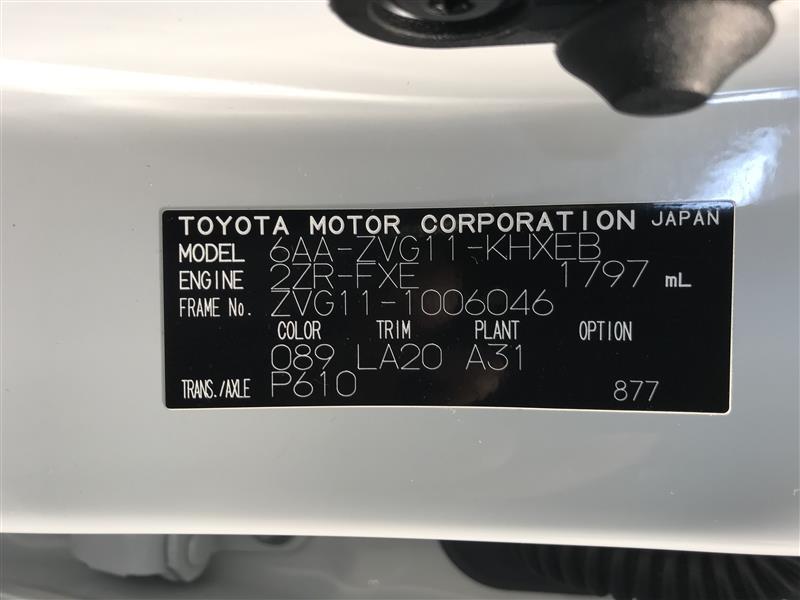 TOYOTA MOTOR CORPORATION JAPAN
MODEL 6AA-ZVG11-KHXEB
ENGINE 2ZR-FXE 1797 mL
FRAME No. ZVG11-1006046
COLOR TRIM PLANT OPTION
089 LA20 A31
TRANS./AXLE P610 877